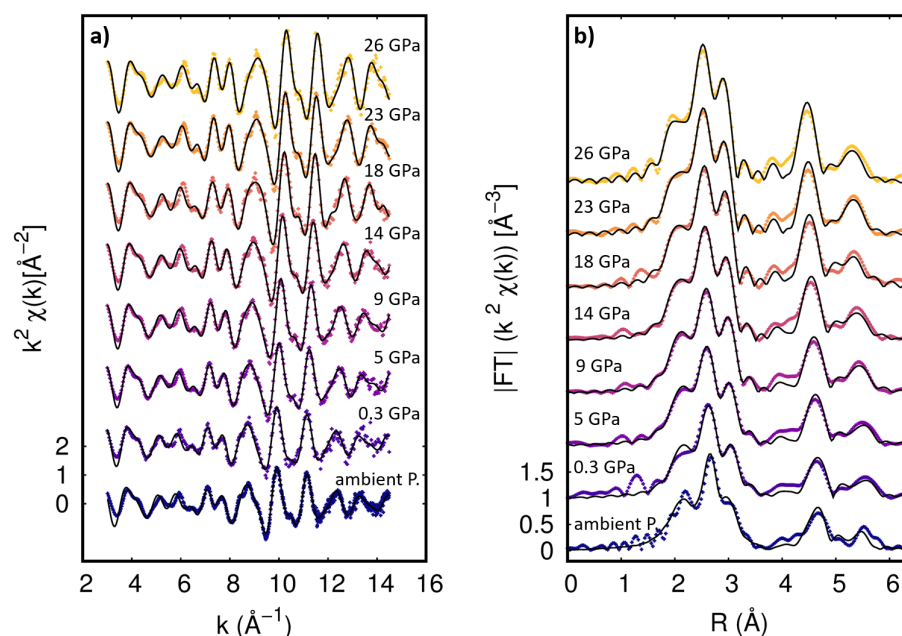 a)
26 GPa
23 GPa
18 GPa
14 GPa
9 GPa
5 GPa
0.3 GPa
ambient P.
k² χ(k)[Å⁻²]
2
1
0
2 4 6 8 10 12 14 16
k (Å⁻¹)
b)
26 GPa
23 GPa
18 GPa
14 GPa
9 GPa
5 GPa
0.3 GPa
ambient P.
|FT| (k² χ(k)) [Å⁻³]
1.5
1
0.5
0
0 1 2 3 4 5 6
R (Å)